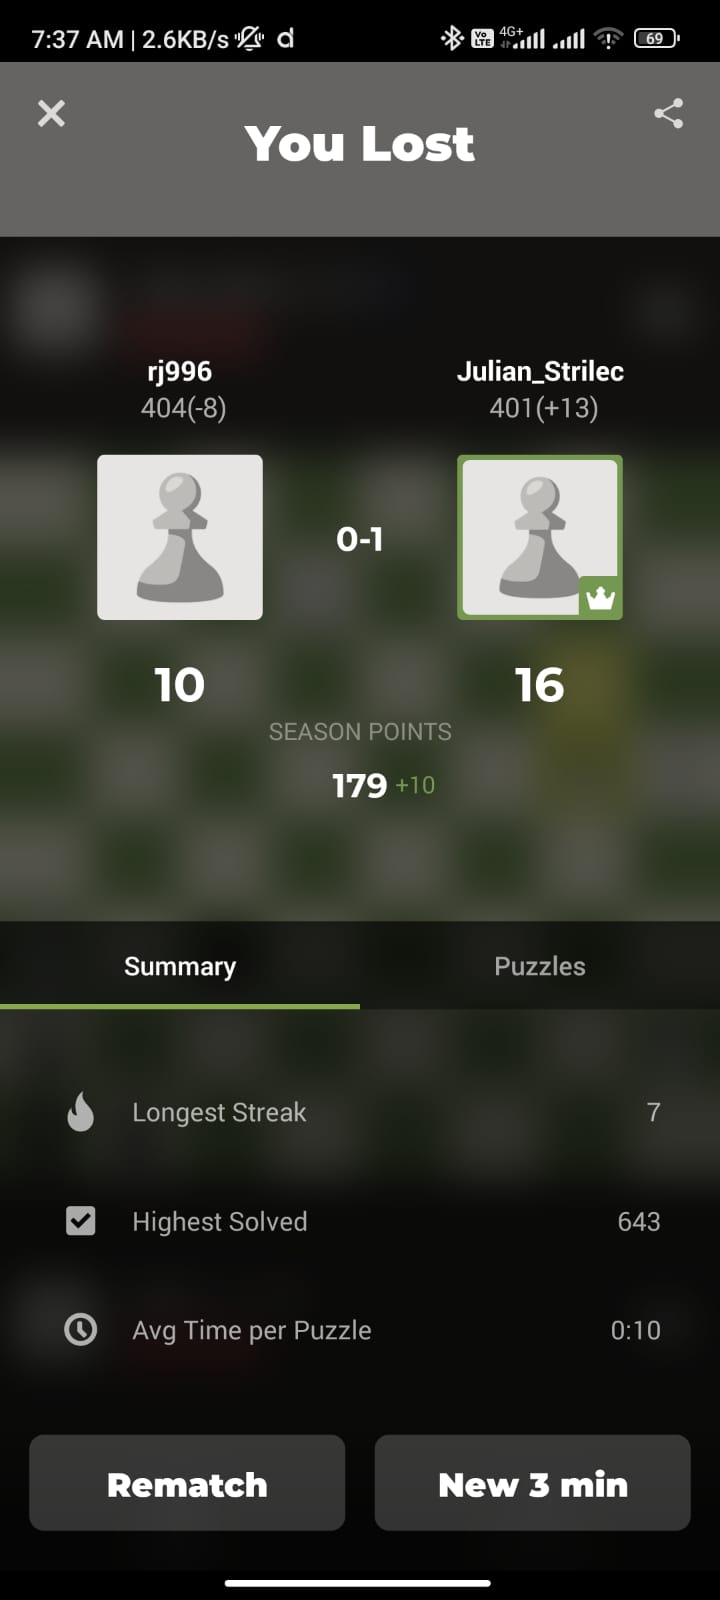 7:37 AM | 2.6KB/s d Vo LTE 4G+ 69
You Lost
rj996 Julian_Strilec
404(-8) 401(+13)
0-1
10 16
SEASON POINTS
179 +10
Summary Puzzles
Longest Streak 7
Highest Solved 643
Avg Time per Puzzle 0:10
Rematch New 3 min